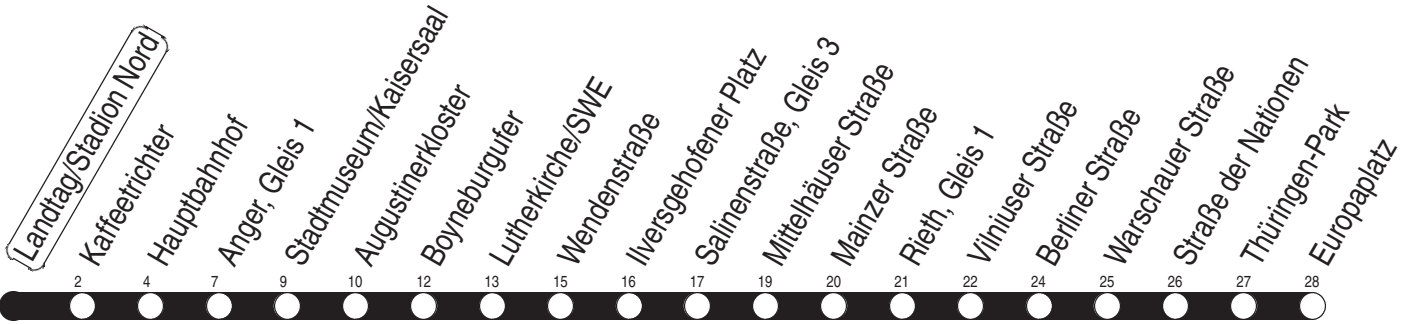 Landtag/Stadion Nord
Kaffeetrichter
Hauptbahnhof
Anger, Gleis 1
Stadtmuseum/Kaisersaal
Augustinerkloster
Boyneburgufer
Lutherkirche/SWE
Wendenstraße
Ilversgehofener Platz
Salinenstraße, Gleis 3
Mittelhäuser Straße
Mainzer Straße
Rieth, Gleis 1
Vilniuser Straße
Berliner Straße
Warschauer Straße
Straße der Nationen
Thüringen-Park
Europaplatz
2 4 7 9 10 12 13 15 16 17 19 20 21 22 24 25 26 27 28